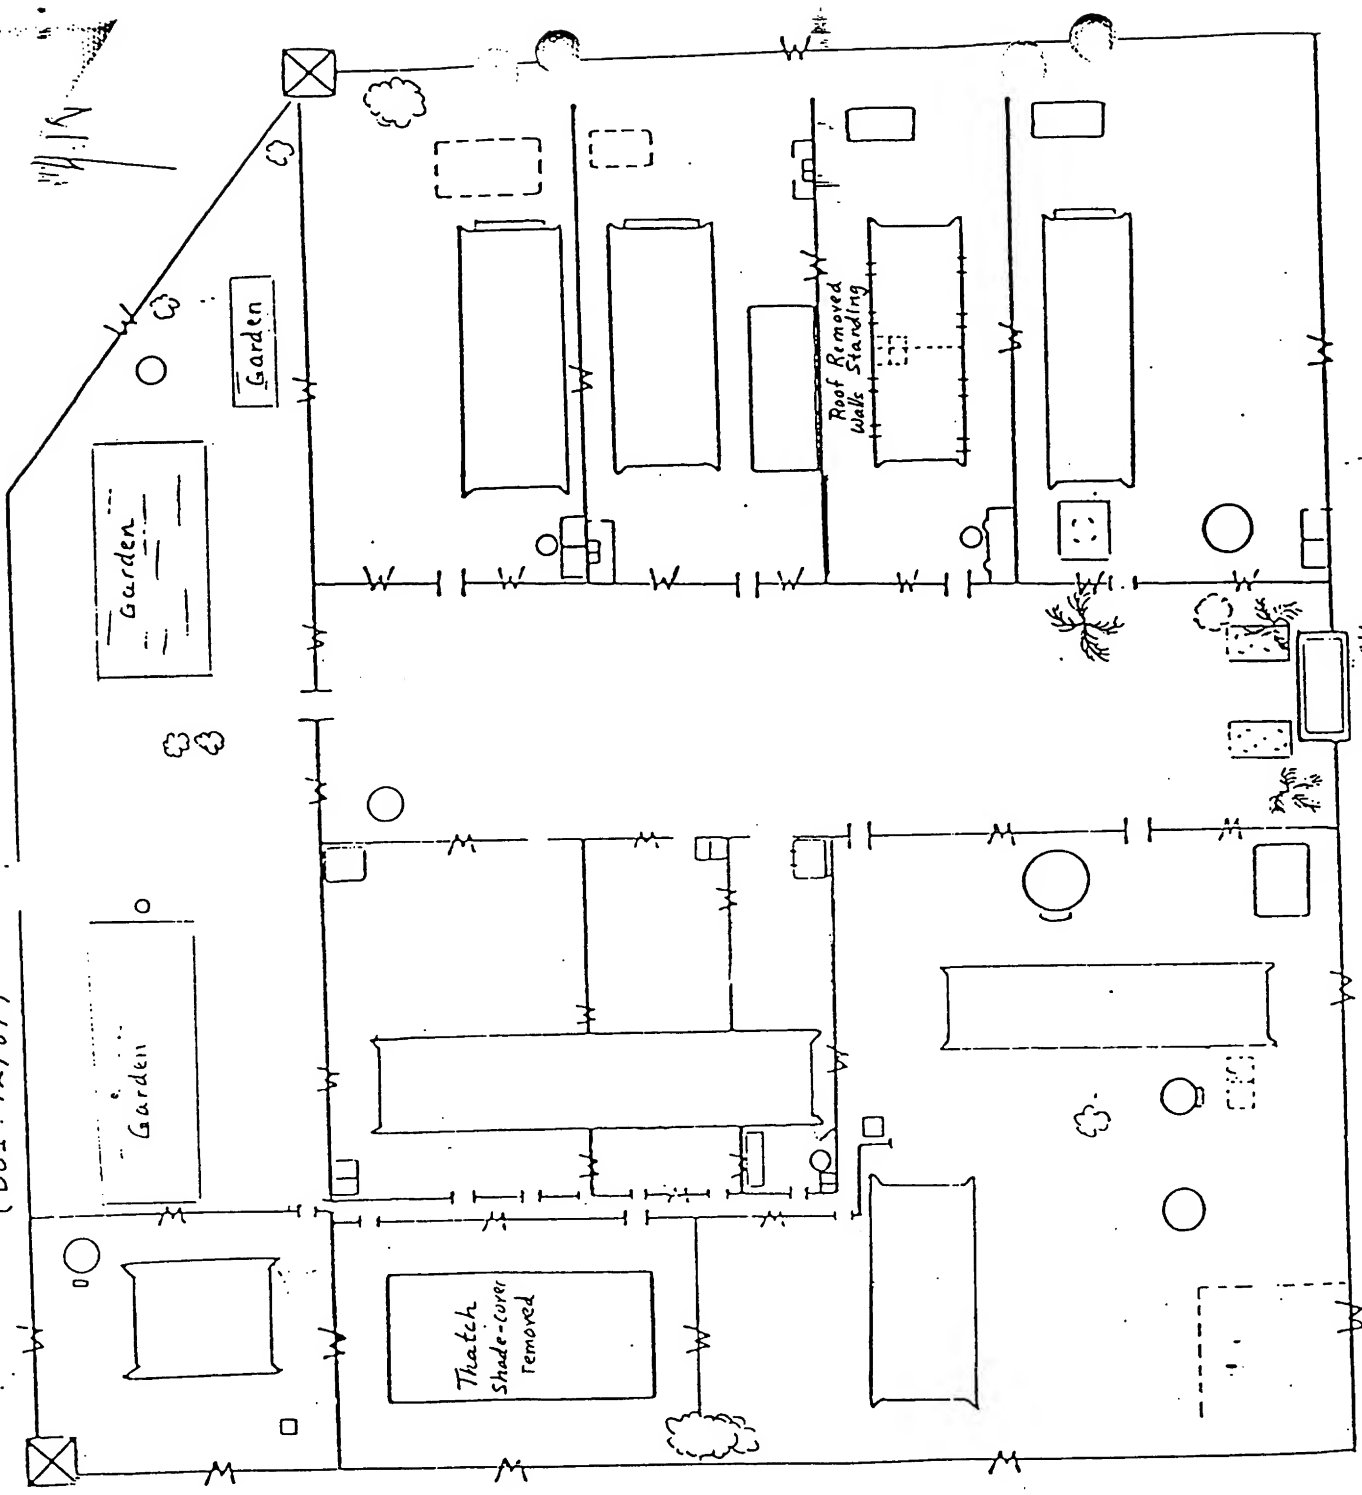 Garden
Garden
Garden
Roof Removed
Walls Standing
Thatch
Shade-cover
removed